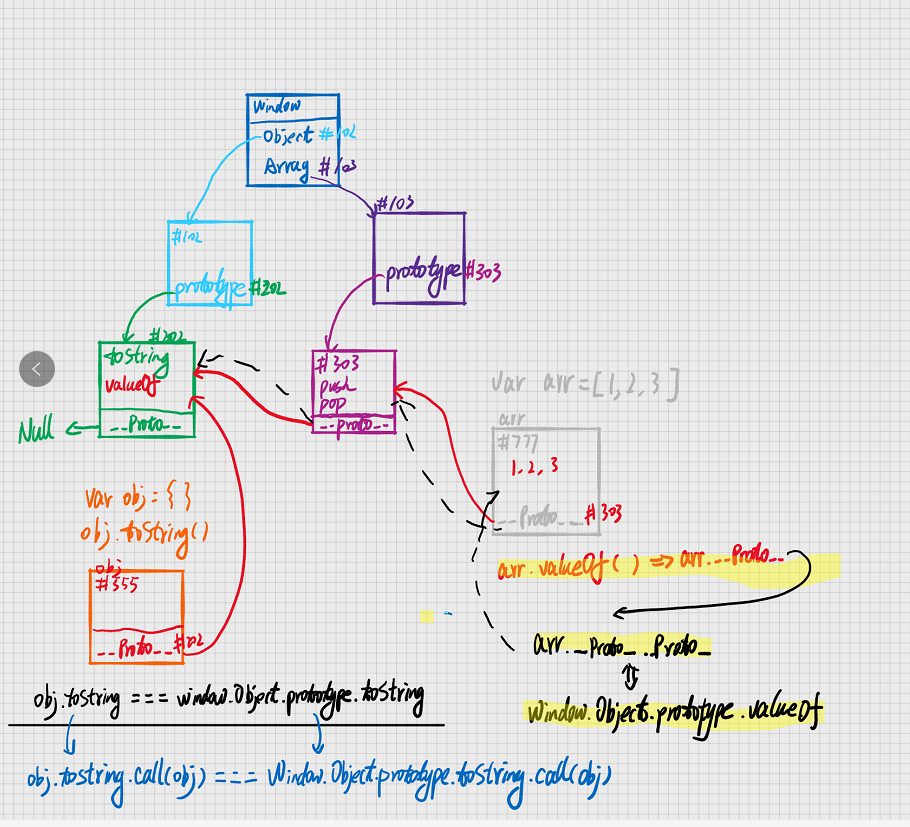 window
object #102
Array #103
#103
#102
prototype #303
prototype #202
#202
toString
valueOf
__Proto__
Null
#303
push
pop
__proto__
var arr=[1,2,3]
arr
#777
1,2,3
__Proto__ #303
var obj={}
obj.toString()
obj
#555
__Proto__ #202
arr.valueOf() => arr.__Proto__
arr.__Proto__.__Proto__
obj.toString === window.Object.prototype.toString
window.Object.prototype.valueOf
obj.toString.call(obj) === Window.Object.prototype.toString.call(obj)